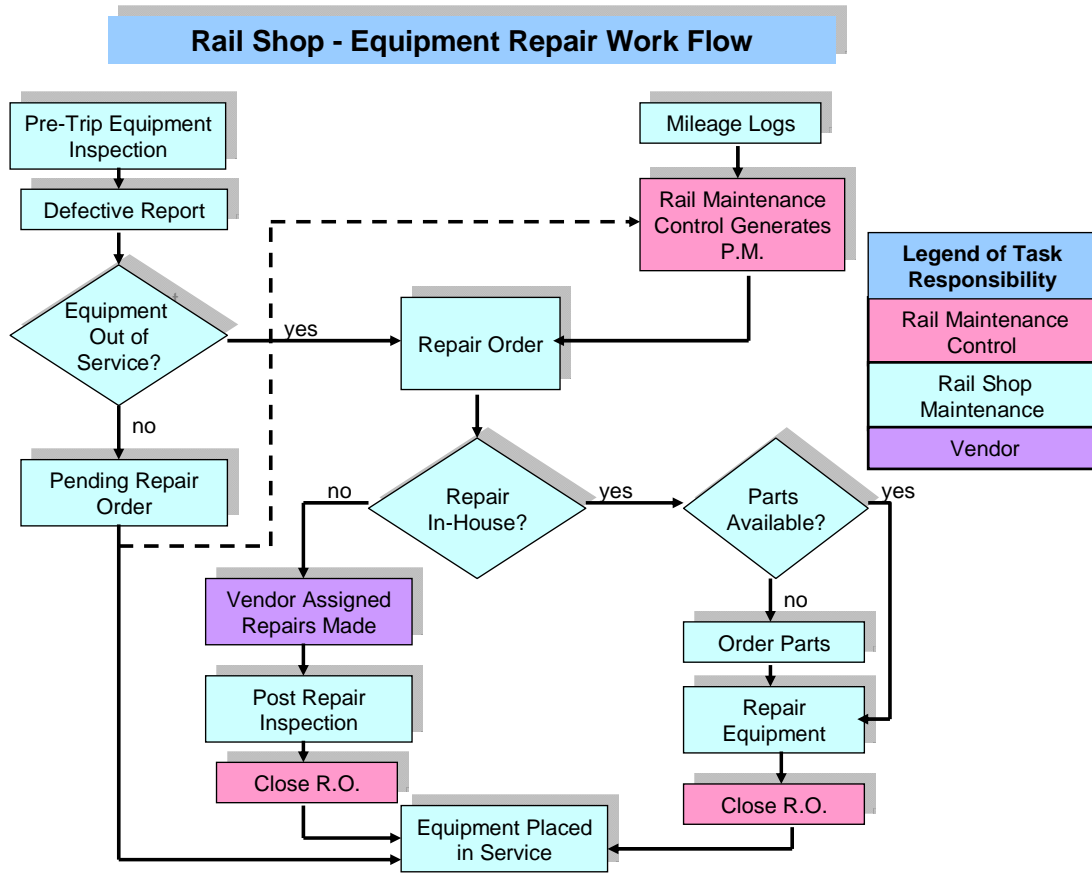 Rail Shop - Equipment Repair Work Flow
Pre-Trip Equipment
Inspection
Mileage Logs
Defective Report
Rail Maintenance
Control Generates
P.M.
Legend of Task
Responsibility
Rail Maintenance
Control
Rail Shop
Maintenance
Vendor
Equipment
Out of
Service?
yes
Repair Order
no
Pending Repair
Order
no
Repair
In-House?
yes
Parts
Available?
yes
Vendor Assigned
Repairs Made
no
Order Parts
Post Repair
Inspection
Repair
Equipment
Close R.O.
Close R.O.
Equipment Placed
in Service